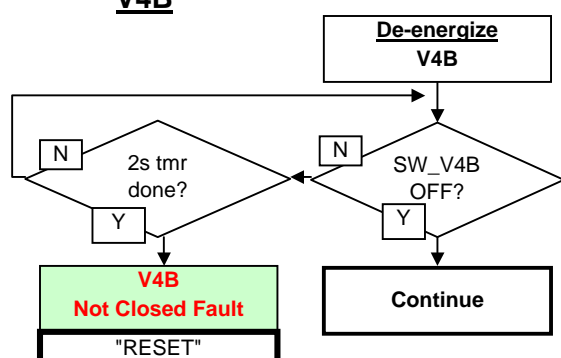 V4B
De-energize
V4B
N
2s tmr
done?
Y
N
SW_V4B
OFF?
Y
V4B
Not Closed Fault
"RESET"
Continue